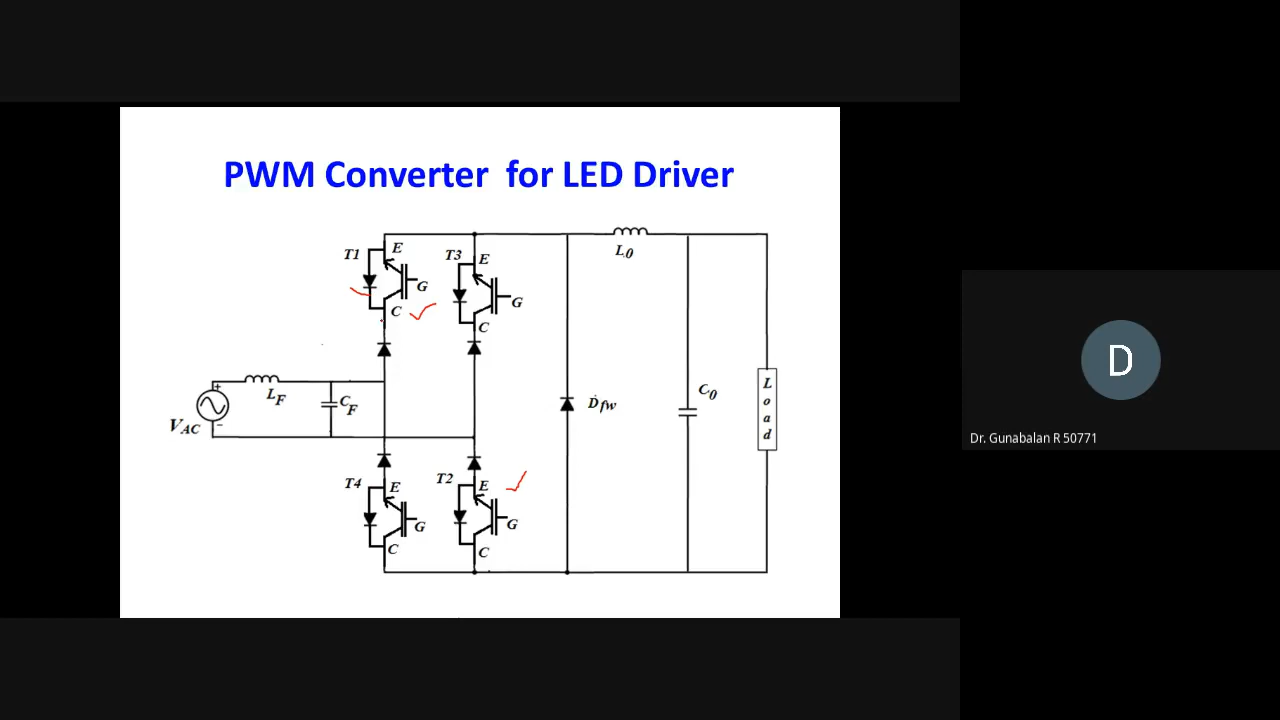 PWM Converter for LED Driver
T1 E
G
C
T3 E
G
C
L0
+
VAC
-
LF
CF
Dfw
C0
Load
T4 E
G
C
T2 E
G
C
D
Dr. Gunabalan R 50771